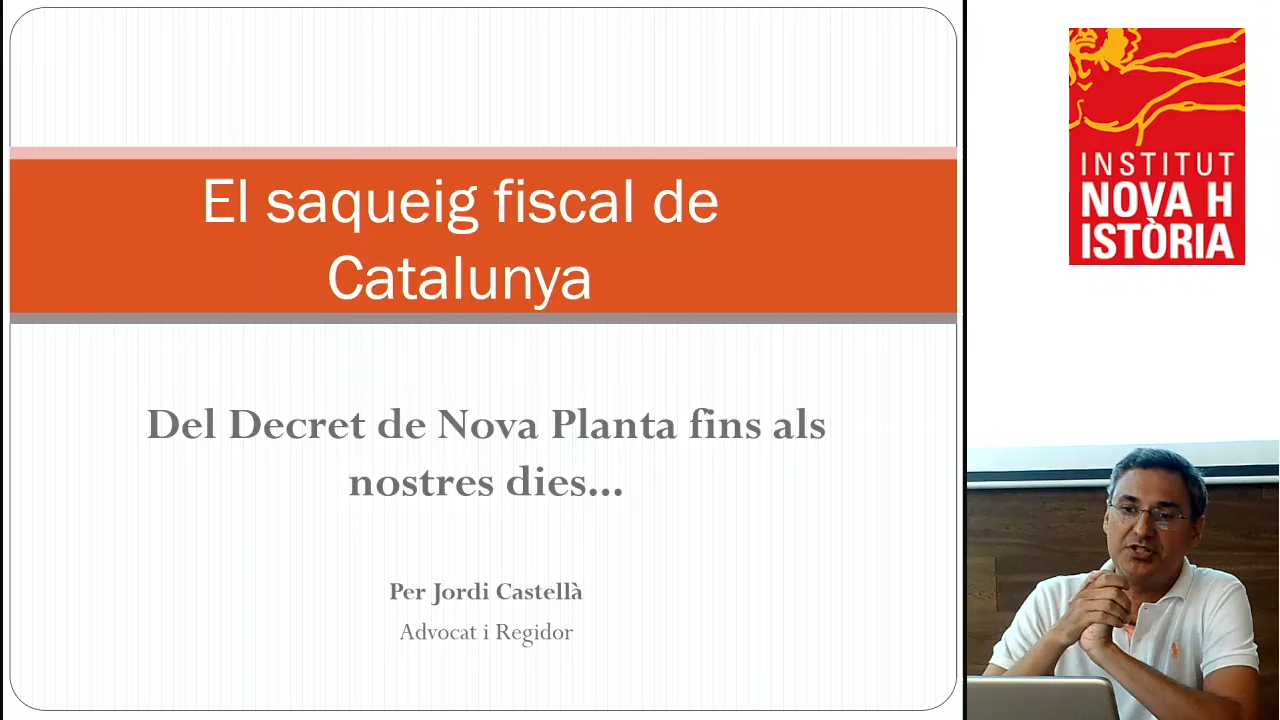 El saqueig fiscal de
Catalunya
Del Decret de Nova Planta fins als
nostres dies...
Per Jordi Castellà
Advocat i Regidor
INSTITUT
NOVA H
ISTÒRIA